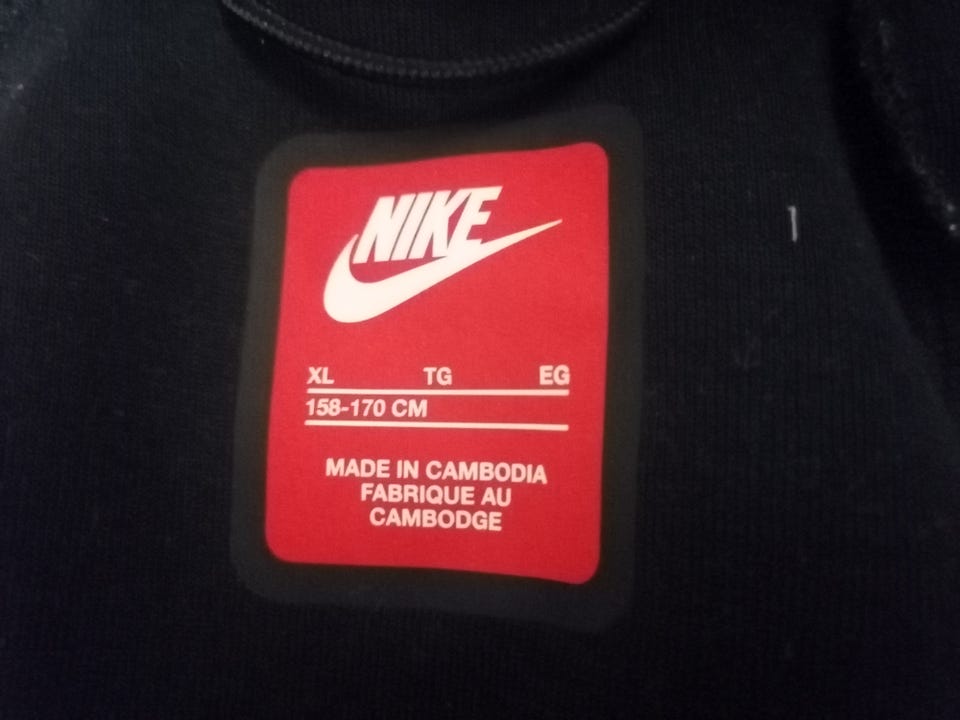 NIKE
XL TG EG
158-170 CM
MADE IN CAMBODIA
FABRIQUE AU
CAMBODGE